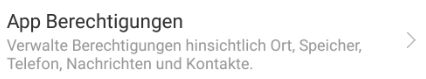 App Berechtigungen
Verwalte Berechtigungen hinsichtlich Ort, Speicher,
Telefon, Nachrichten und Kontakte.